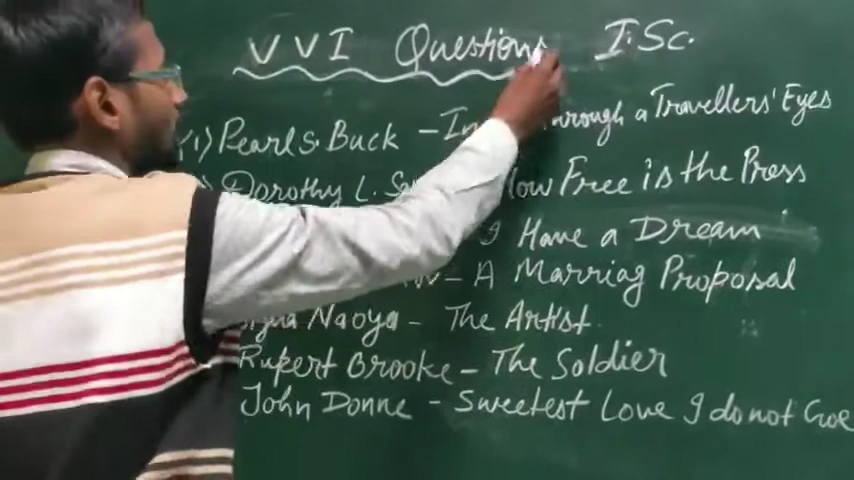 VVI Questions I.Sc.
1) Pearl S. Buck - Through a Travellers' Eyes
Dorothy L. How Free is the Press
I Have a Dream
- A Marriag Proposal
Naoya - The Artist
Rupert Brooke - The Soldier
John Donne - Sweetest Love I do not Goe